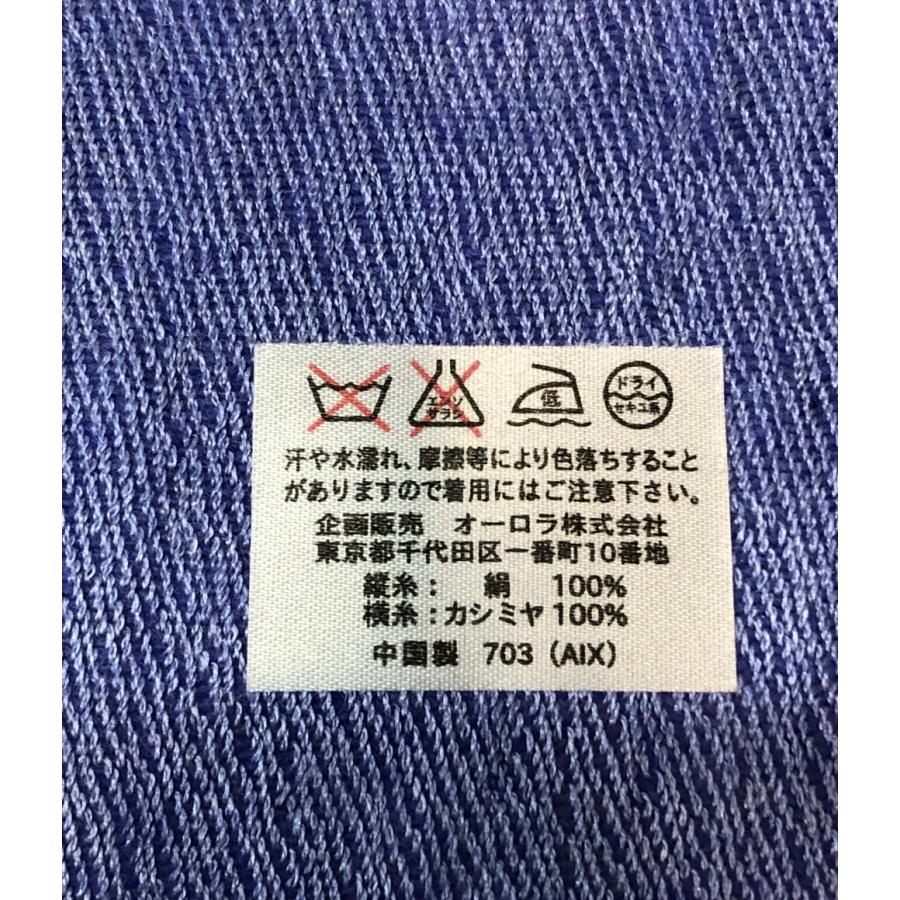 エンソ
サラシ
低
ドライ
セキユ系
汗や水濡れ、摩擦等により色落ちすること
がありますので着用にはご注意下さい。
企画販売 オーロラ株式会社
東京都千代田区一番町10番地
縦糸: 絹 100%
横糸:カシミヤ100%
中国製 703（AIX）